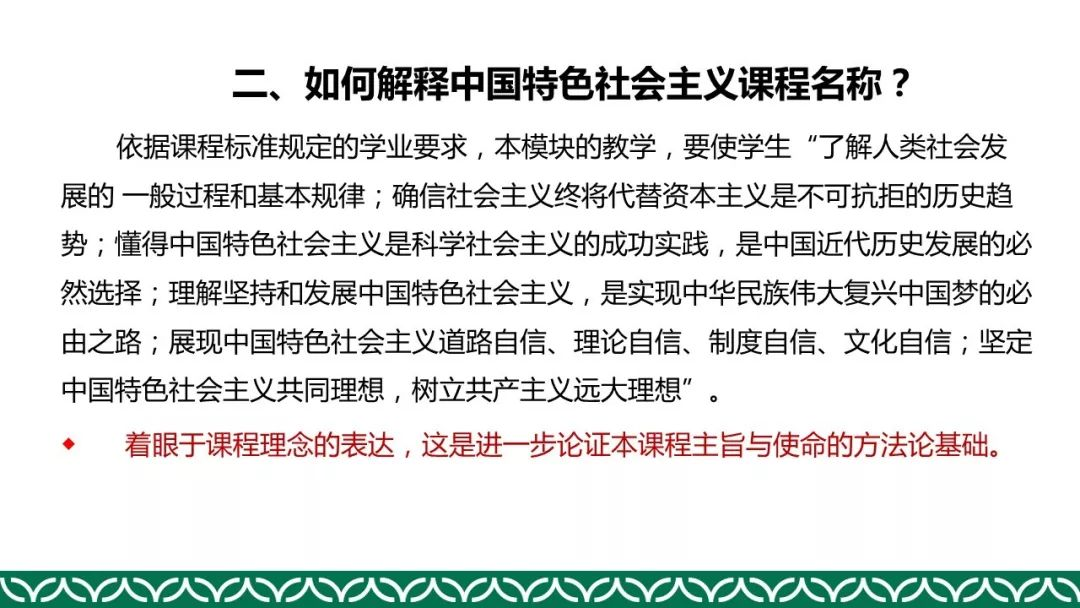 二、如何解释中国特色社会主义课程名称？
依据课程标准规定的学业要求，本模块的教学，要使学生“了解人类社会发
展的 一般过程和基本规律；确信社会主义终将代替资本主义是不可抗拒的历史趋
势；懂得中国特色社会主义是科学社会主义的成功实践，是中国近代历史发展的必
然选择；理解坚持和发展中国特色社会主义，是实现中华民族伟大复兴中国梦的必
由之路；展现中国特色社会主义道路自信、理论自信、制度自信、文化自信；坚定
中国特色社会主义共同理想，树立共产主义远大理想”。
着眼于课程理念的表达，这是进一步论证本课程主旨与使命的方法论基础。